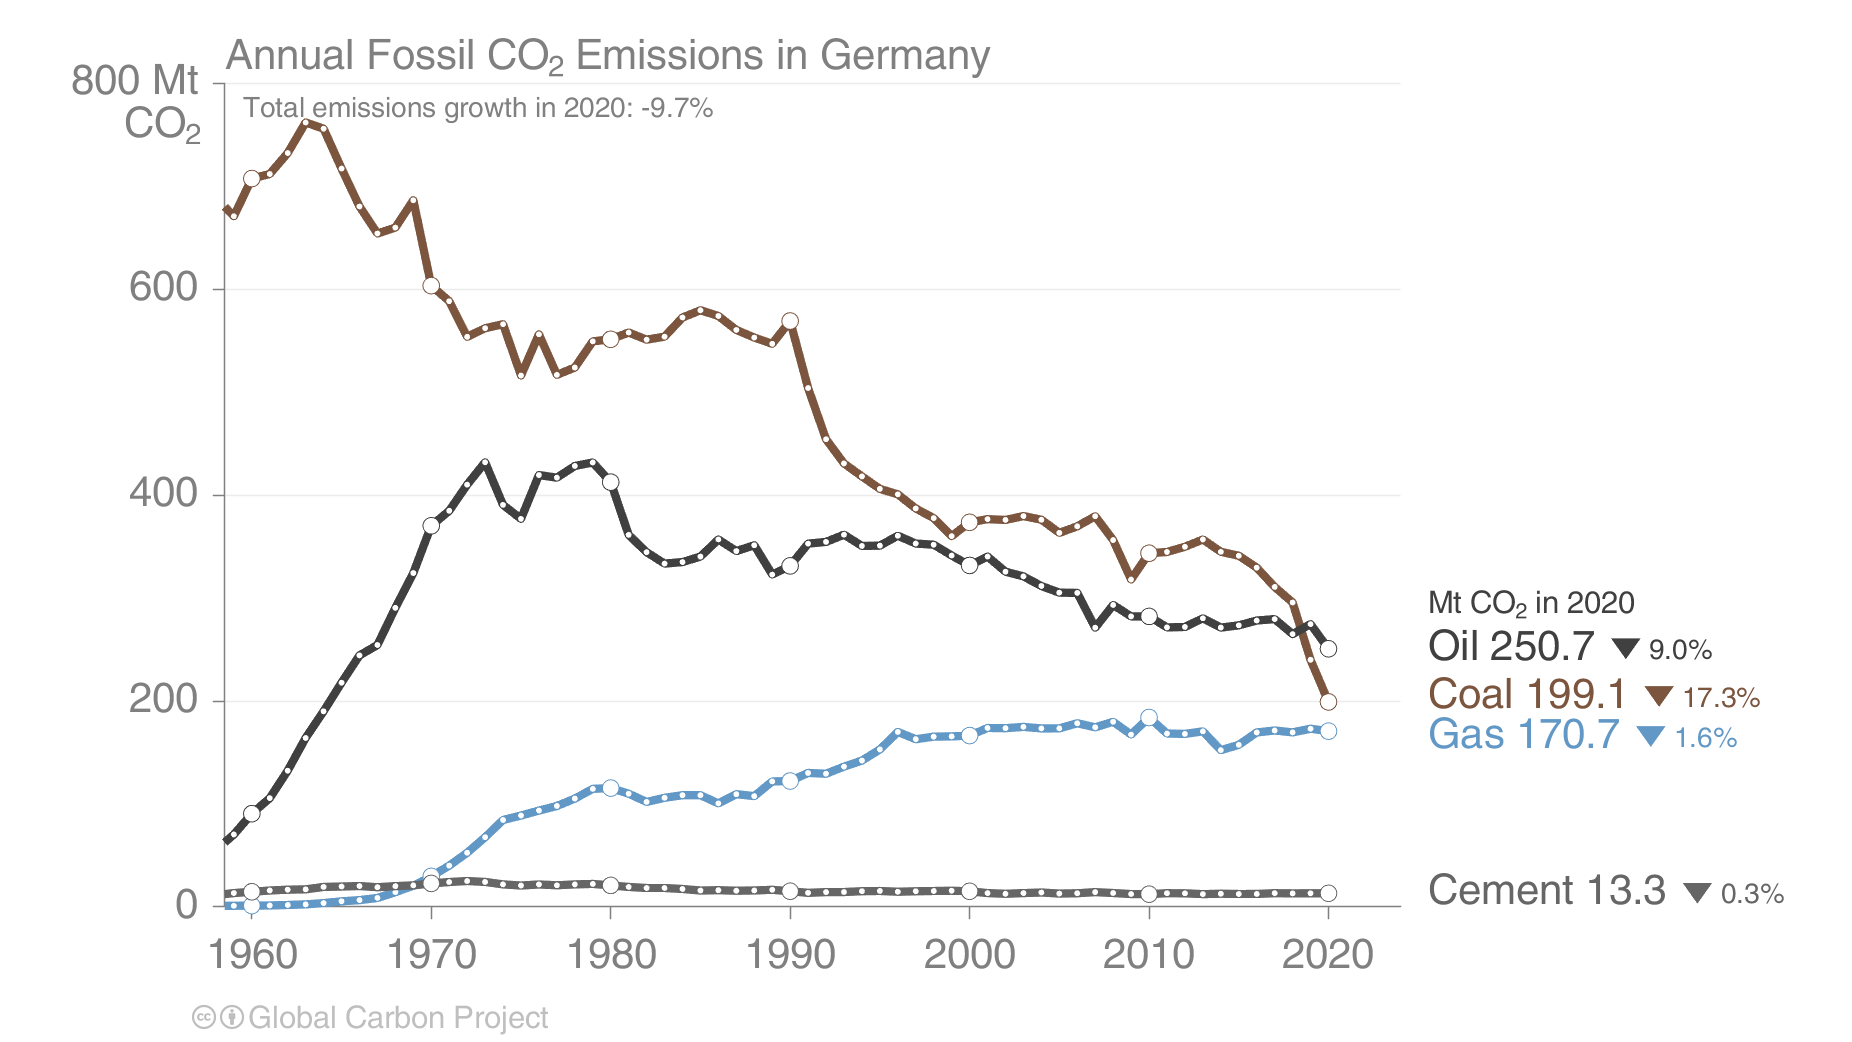 Annual Fossil CO₂ Emissions in Germany
800 Mt
CO₂
Total emissions growth in 2020: -9.7%
600
400
200
0
Mt CO₂ in 2020
Oil 250.7 ▼ 9.0%
Coal 199.1 ▼ 17.3%
Gas 170.7 ▼ 1.6%
Cement 13.3 ▼ 0.3%
1960 1970 1980 1990 2000 2010 2020
cc Global Carbon Project